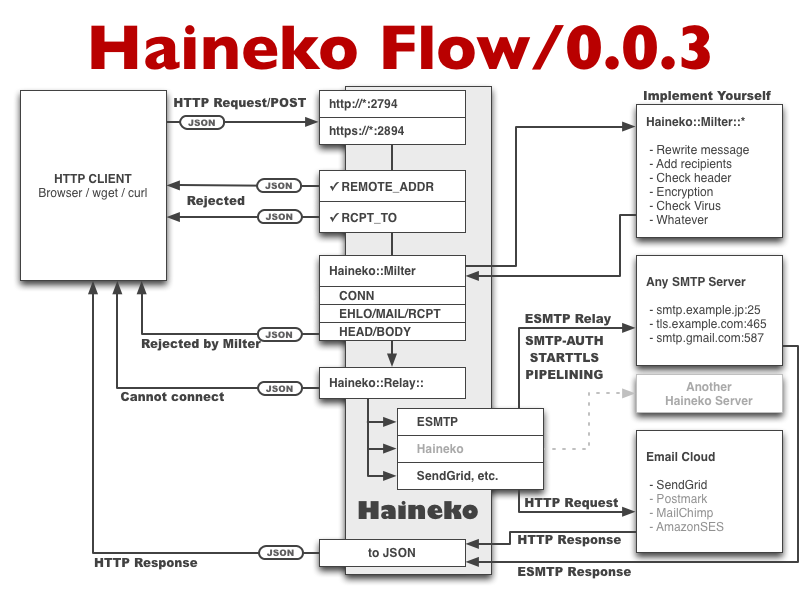 Haineko Flow/0.0.3
HTTP CLIENT
Browser / wget / curl
HTTP Request/POST
JSON
http://*:2794
https://*:2894
JSON
✓REMOTE_ADDR
Rejected
JSON
✓RCPT_TO
Haineko::Milter
CONN
EHLO/MAIL/RCPT
HEAD/BODY
JSON
Rejected by Milter
Haineko::Relay::
JSON
Cannot connect
ESMTP
Haineko
SendGrid, etc.
Haineko
to JSON
JSON
HTTP Response
Implement Yourself
Haineko::Milter::*
- Rewrite message
- Add recipients
- Check header
- Encryption
- Check Virus
- Whatever
Any SMTP Server
- smtp.example.jp:25
- tls.example.com:465
- smtp.gmail.com:587
ESMTP Relay
SMTP-AUTH
STARTTLS
PIPELINING
Another
Haineko Server
Email Cloud
- SendGrid
- Postmark
- MailChimp
- AmazonSES
HTTP Request
HTTP Response
ESMTP Response